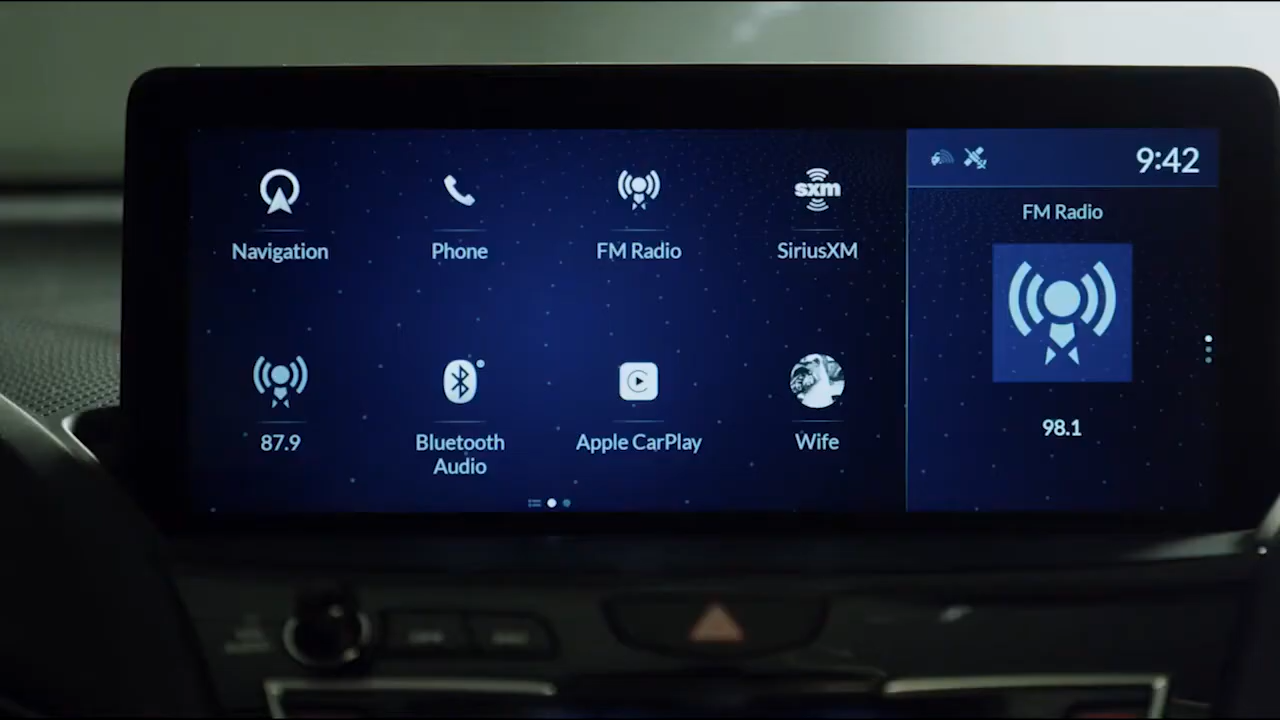 9:42
Navigation
Phone
FM Radio
sxm
SiriusXM
FM Radio
87.9
Bluetooth
Audio
Apple CarPlay
Wife
98.1